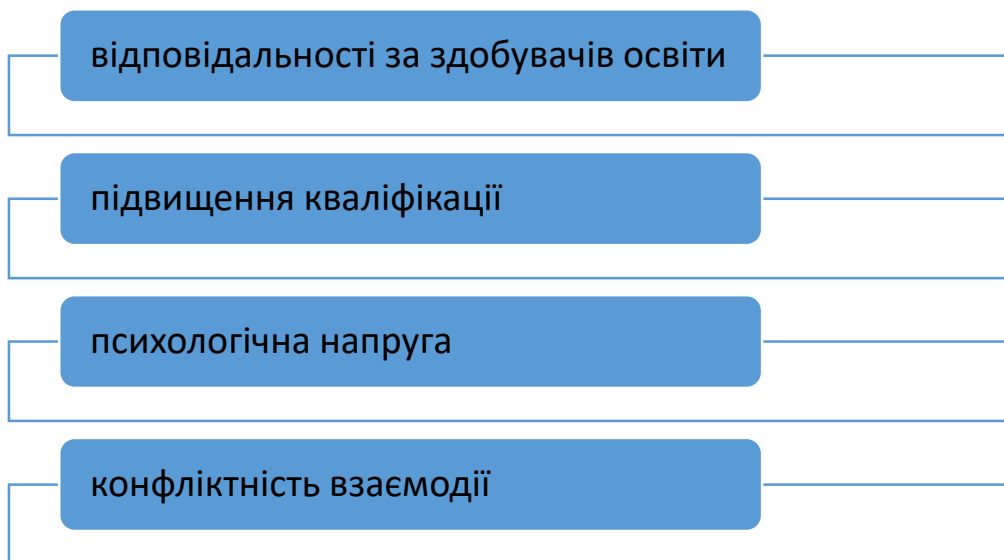 відповідальності за здобувачів освіти
підвищення кваліфікації
психологічна напруга
конфліктність взаємодії